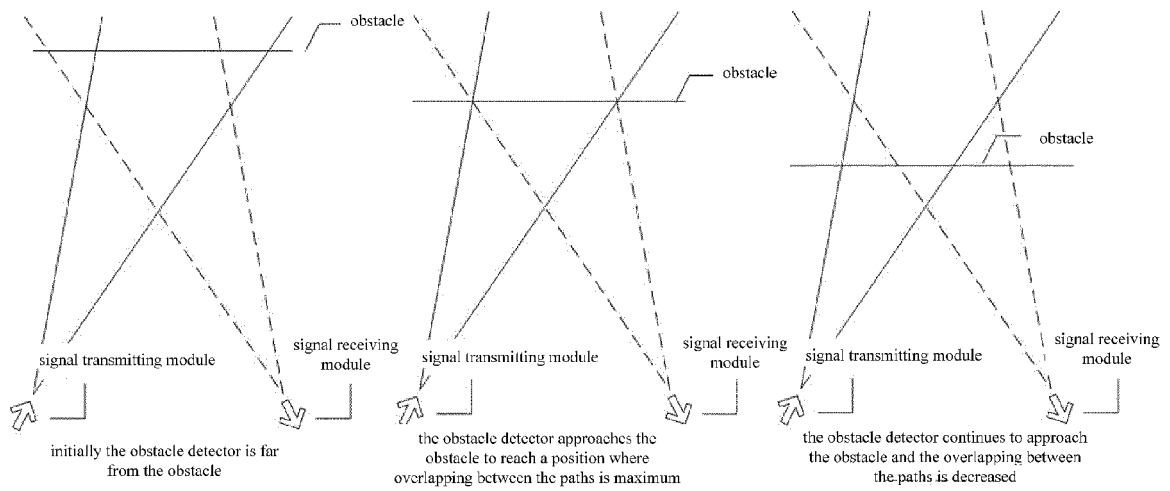 obstacle
signal transmitting module
signal receiving
module
initially the obstacle detector is far
from the obstacle
obstacle
signal transmitting module
signal receiving
module
the obstacle detector approaches the
obstacle to reach a position where
overlapping between the paths is maximum
obstacle
signal transmitting module
signal receiving
module
the obstacle detector continues to approach
the obstacle and the overlapping between
the paths is decreased